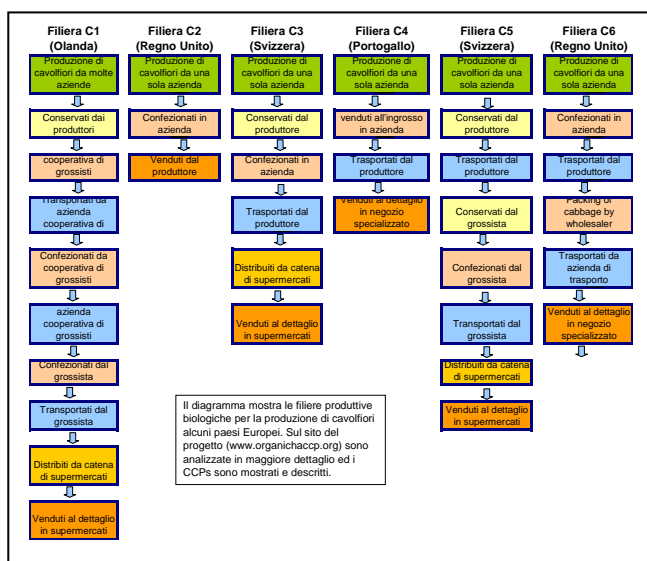 Filiera C1
(Olanda)
Produzione di
cavolfiori da molte
aziende
Conservati dai
produttori
cooperativa di
grossisti
Transportati da
azienda
cooperativa di
Confezionati da
cooperativa di
grossisti
azienda
cooperativa di
grossisti
Confezionati dal
grossista
Transportati dal
grossista
Distribiti da catena
di supermercati
Venduti al dettaglio
in supermercati
Filiera C2
(Regno Unito)
Produzione di
cavolfiori da una
sola azienda
Confezionati in
azienda
Venduti dal
produttore
Filiera C3
(Svizzera)
Produzione di
cavolfiori da una
sola azienda
Conservati dal
produttore
Confezionati in
azienda
Trasportati dal
produttore
Distribuiti da catena
di supermercati
Venduti al dettaglio
in supermercati
Filiera C4
(Portogallo)
Produzione di
cavolfiori da una
sola azienda
venduti all'ingrosso
in azienda
Trasportati dal
produttore
Venduti al dettaglio
in negozio
specializzato
Filiera C5
(Svizzera)
Produzione di
cavolfiori da una
sola azienda
Conservati dal
produttore
Trasportati dal
produttore
Conservati dal
grossista
Confezionati dal
grossista
Transportati dal
grossista
Distribuiti da catena
di supermercati
Venduti al dettaglio
in supermercati
Filiera C6
(Regno Unito)
Produzione di
cavolfiori da una
sola azienda
Confezionati in
azienda
Trasportati dal
produttore
Packing of
cabbage by
wholesaler
Trasportati da
azienda di
trasporto
Venduti al dettaglio
in negozio
specializzato
Il diagramma mostra le filiere produttive
biologiche per la produzione di cavolfiori
alcuni paesi Europei. Sul sito del
progetto (www.organichaccp.org) sono
analizzate in maggiore dettaglio ed i
CCPs sono mostrati e descritti.